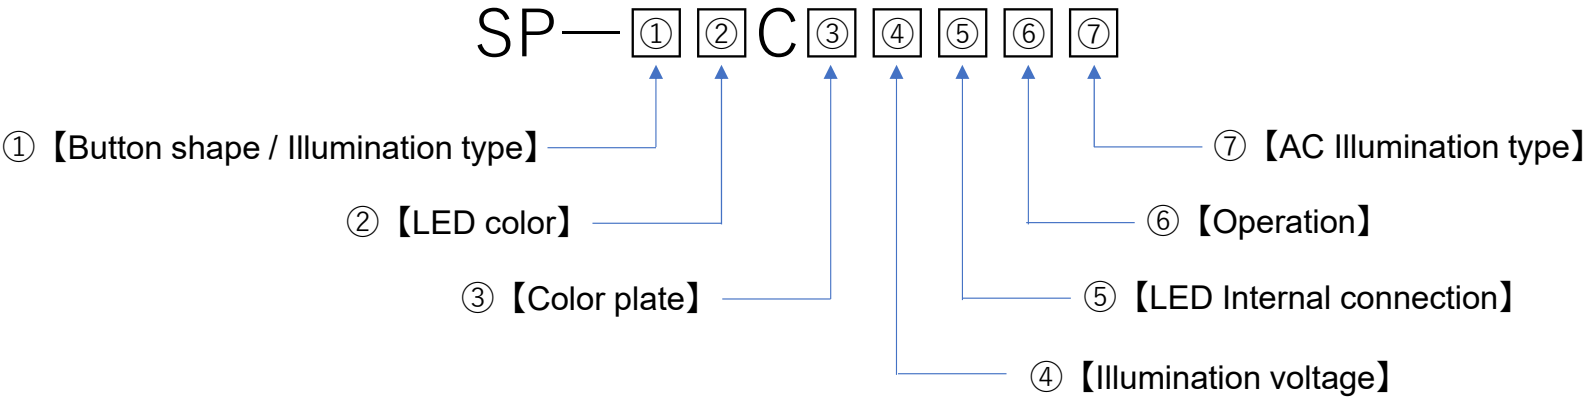 SP—①②C③④⑤⑥⑦
①【Button shape / Illumination type】
⑦【AC Illumination type】
②【LED color】
⑥【Operation】
③【Color plate】
⑤【LED Internal connection】
④【Illumination voltage】